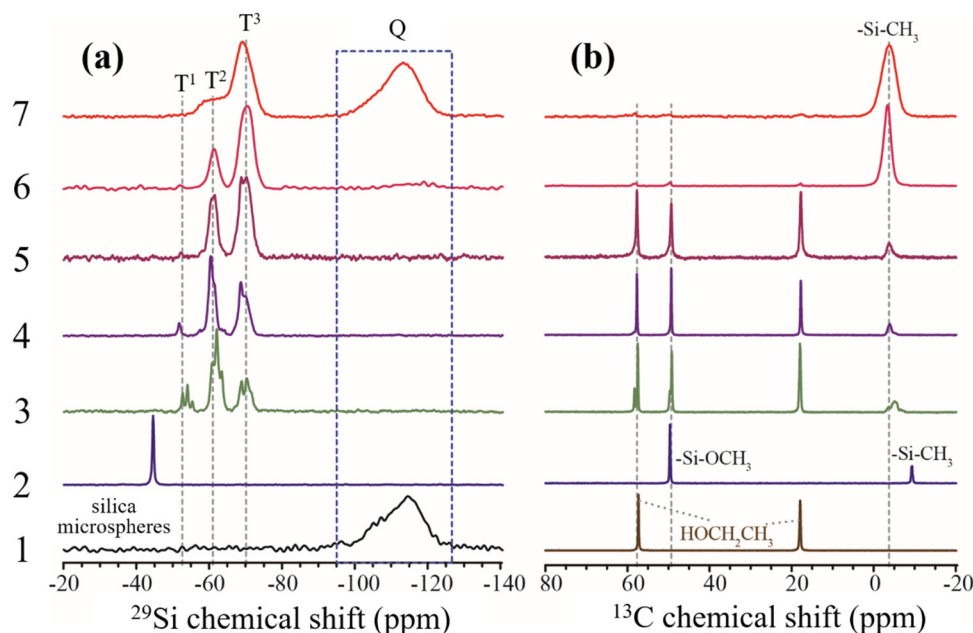 (a)
T¹
T²
T³
Q
7
6
5
4
3
2
1
silica
microspheres
-20 -40 -60 -80 -100 -120 -140
²⁹Si chemical shift (ppm)
(b)
-Si-CH₃
-Si-OCH₃
-Si-CH₃
HOCH₂CH₃
80 60 40 20 0 -20
¹³C chemical shift (ppm)